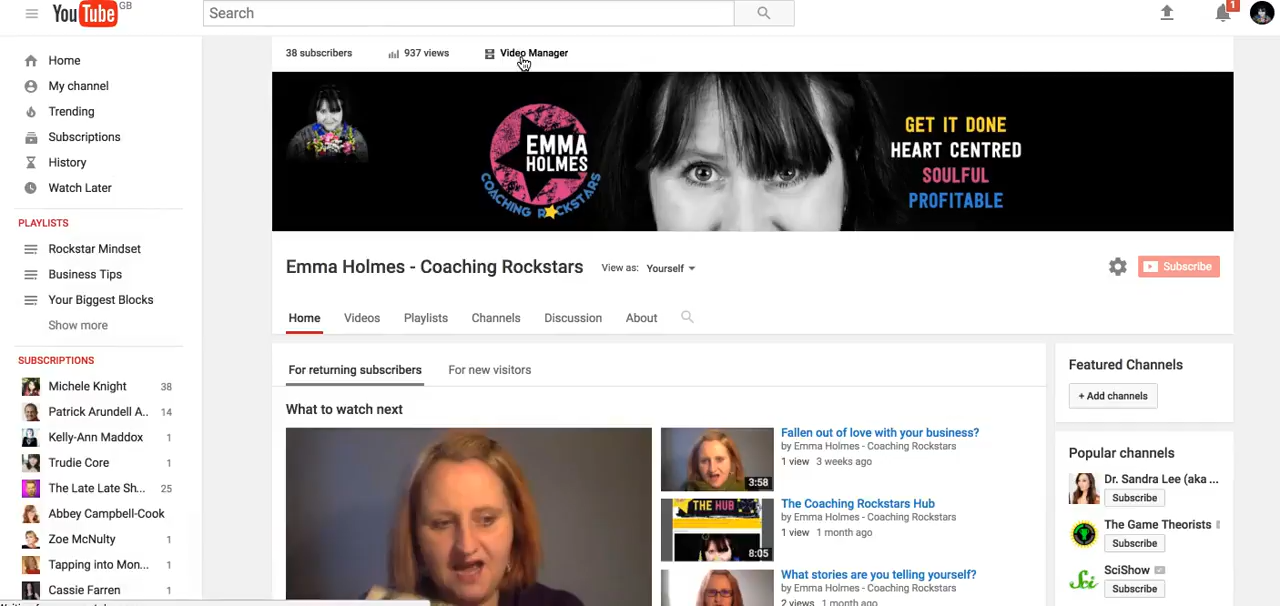 YouTube GB
Search
1
Home
My channel
Trending
Subscriptions
History
Watch Later
PLAYLISTS
Rockstar Mindset
Business Tips
Your Biggest Blocks
Show more
SUBSCRIPTIONS
Michele Knight 38
Patrick Arundell A.. 14
Kelly-Ann Maddox 1
Trudie Core 1
The Late Late Sh... 25
Abbey Campbell-Cook
Zoe McNulty 1
Tapping into Mon... 1
Cassie Farren 1
38 subscribers 937 views Video Manager
EMMA
HOLMES
COACHING ROCKSTARS
GET IT DONE
HEART CENTRED
SOULFUL
PROFITABLE
Emma Holmes - Coaching Rockstars View as: Yourself
Subscribe
Home Videos Playlists Channels Discussion About
For returning subscribers For new visitors
What to watch next
Fallen out of love with your business?
by Emma Holmes - Coaching Rockstars
1 view 3 weeks ago
3:58
The Coaching Rockstars Hub
by Emma Holmes - Coaching Rockstars
1 view 1 month ago
THE HUB
8:05
What stories are you telling yourself?
by Emma Holmes - Coaching Rockstars
2 views 1 month ago
Featured Channels
+ Add channels
Popular channels
Dr. Sandra Lee (aka ...
Subscribe
The Game Theorists
Subscribe
SciShow
Subscribe